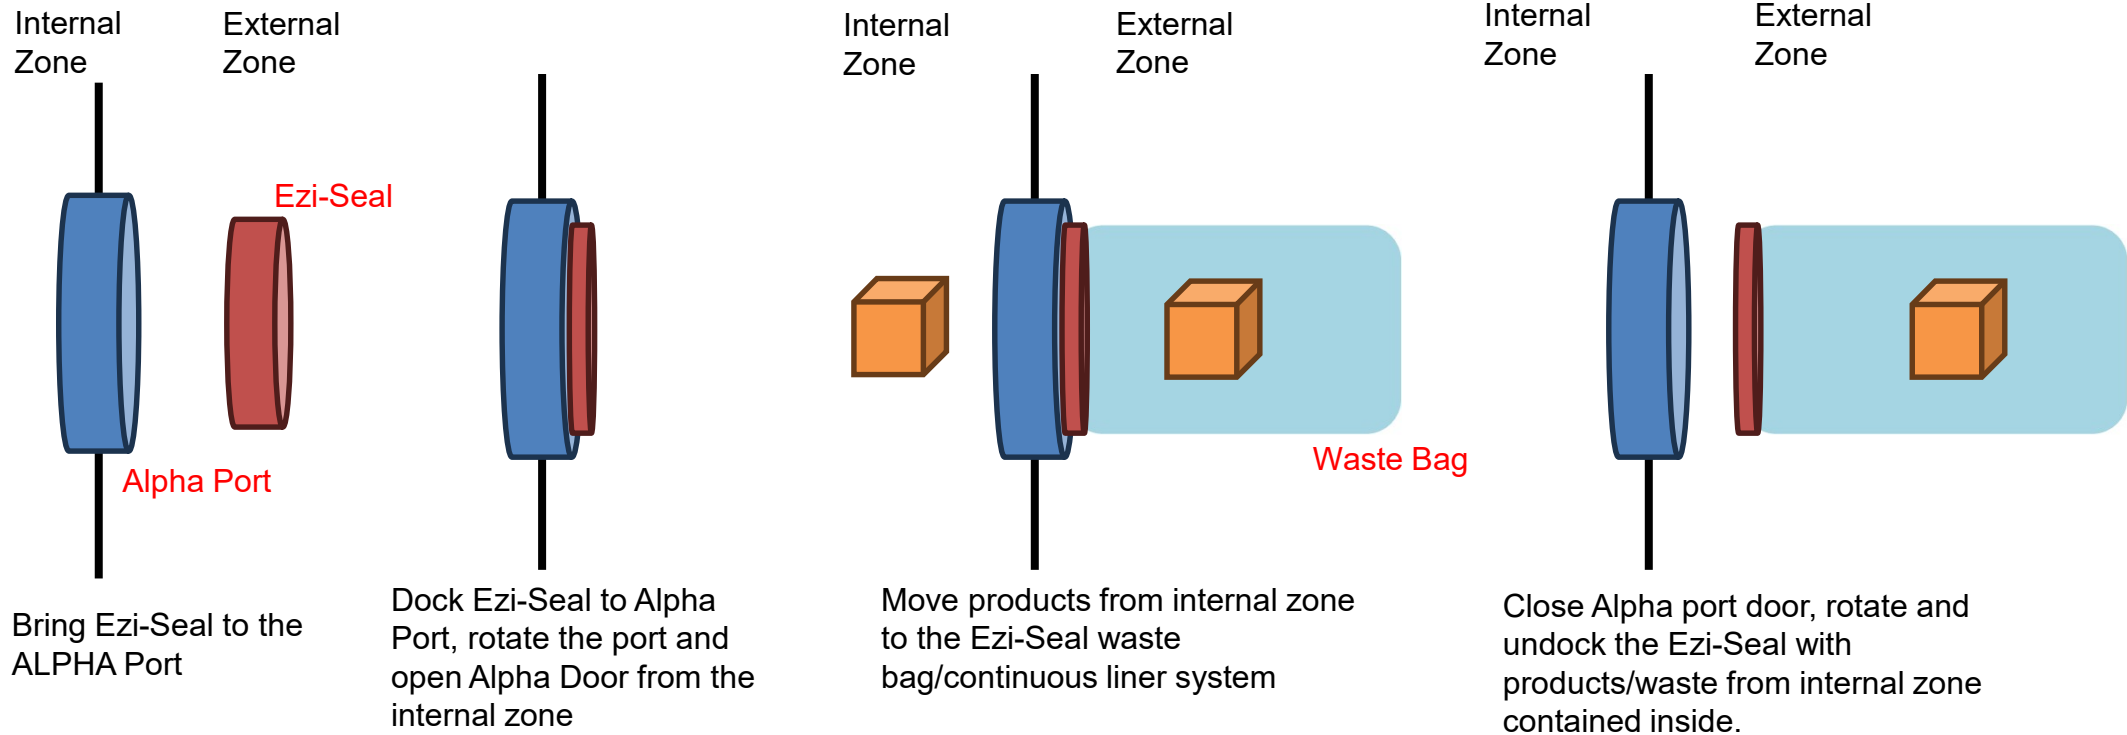 Internal
Zone
External
Zone
Ezi-Seal
Alpha Port
Bring Ezi-Seal to the
ALPHA Port
Dock Ezi-Seal to Alpha
Port, rotate the port and
open Alpha Door from the
internal zone
Internal
Zone
External
Zone
Waste Bag
Move products from internal zone
to the Ezi-Seal waste
bag/continuous liner system
Internal
Zone
External
Zone
Close Alpha port door, rotate and
undock the Ezi-Seal with
products/waste from internal zone
contained inside.